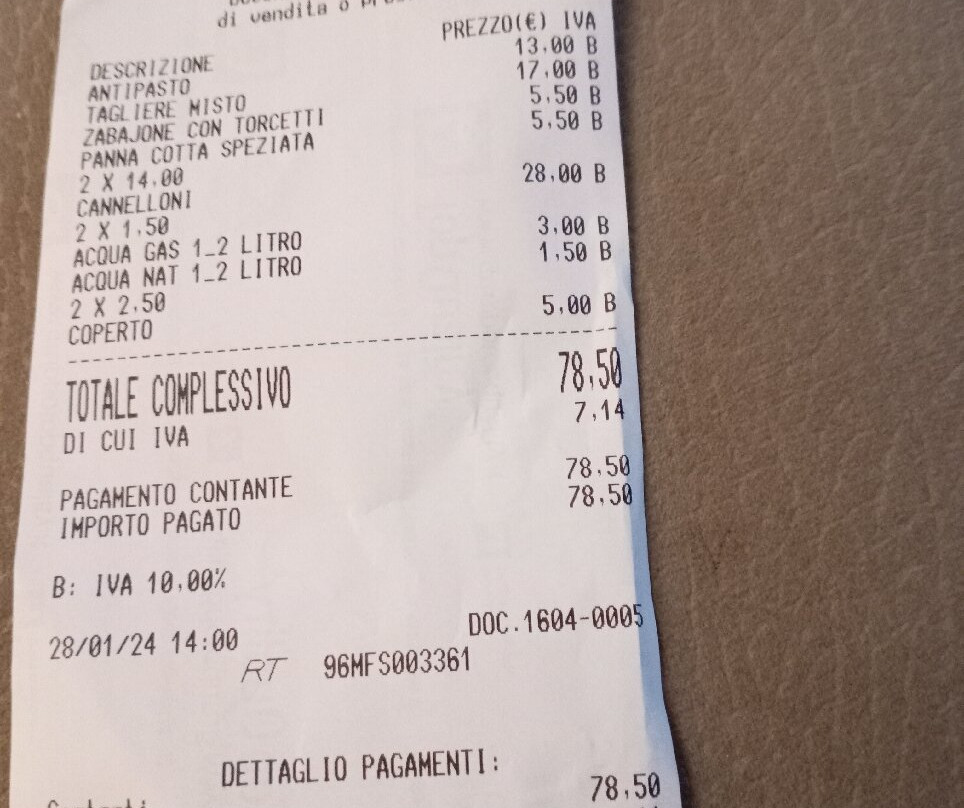 di vendita o
DESCRIZIONE PREZZO(€) IVA
ANTIPASTO 13,00 B
TAGLIERE MISTO 17,00 B
ZABAJONE CON TORCETTI 5,50 B
PANNA COTTA SPEZIATA 5,50 B
2 X 14,00
CANNELLONI 28,00 B
2 X 1,50
ACQUA GAS 1_2 LITRO 3,00 B
ACQUA NAT 1_2 LITRO 1,50 B
2 X 2,50
COPERTO 5,00 B
TOTALE COMPLESSIVO 78,50
DI CUI IVA 7,14
PAGAMENTO CONTANTE 78,50
IMPORTO PAGATO 78,50
B: IVA 10,00%
28/01/24 14:00 DOC.1604-0005
RT 96MFS003361
DETTAGLIO PAGAMENTI:
78,50